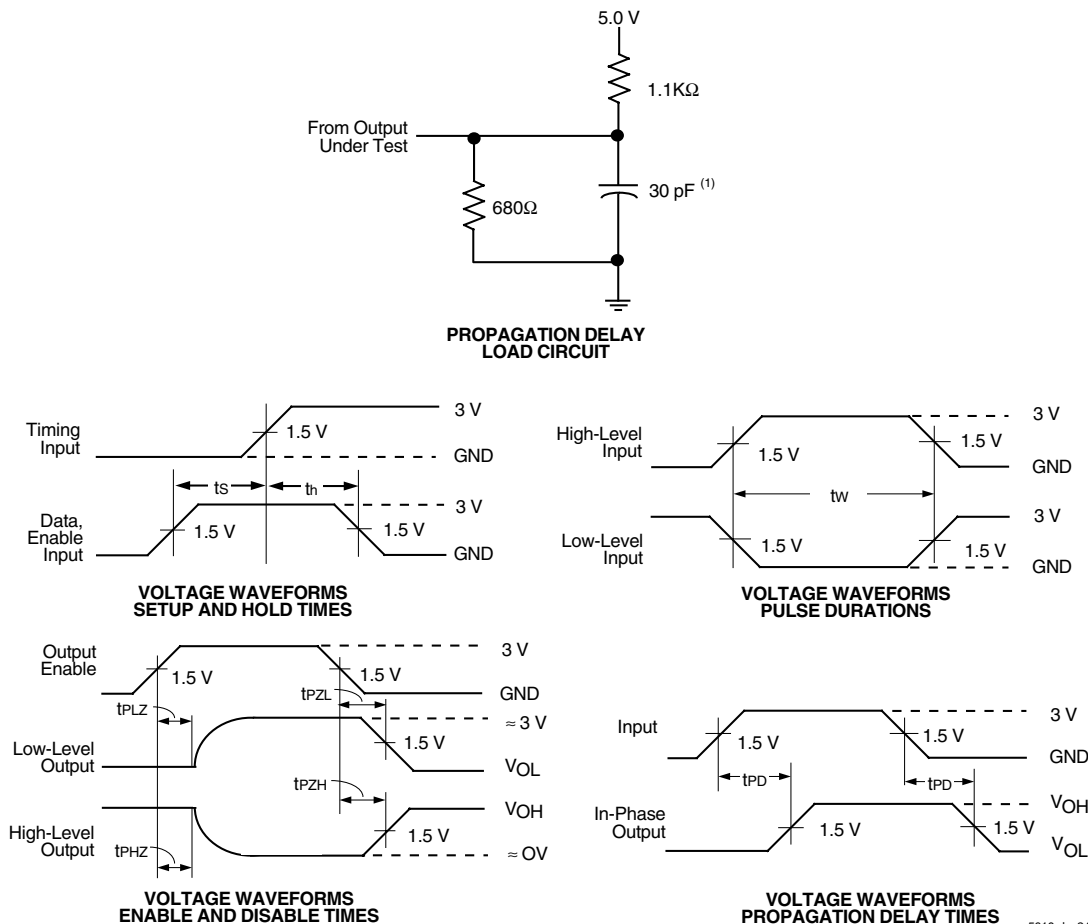 5.0 V
1.1KΩ
From Output
Under Test
680Ω
30 pF (1)
PROPAGATION DELAY
LOAD CIRCUIT
Timing
Input
1.5 V
3 V
GND
tS
th
Data,
Enable
Input
1.5 V
1.5 V
3 V
GND
VOLTAGE WAVEFORMS
SETUP AND HOLD TIMES
High-Level
Input
1.5 V
1.5 V
3 V
GND
tW
Low-Level
Input
1.5 V
1.5 V
3 V
GND
VOLTAGE WAVEFORMS
PULSE DURATIONS
Output
Enable
1.5 V
1.5 V
3 V
GND
tPLZ
tPZL
Low-Level
Output
1.5 V
≈ 3 V
VOL
tPZH
High-Level
Output
1.5 V
VOH
≈ 0V
tPHZ
VOLTAGE WAVEFORMS
ENABLE AND DISABLE TIMES
Input
1.5 V
1.5 V
3 V
GND
tPD
tPD
In-Phase
Output
1.5 V
1.5 V
VOH
VOL
VOLTAGE WAVEFORMS
PROPAGATION DELAY TIMES